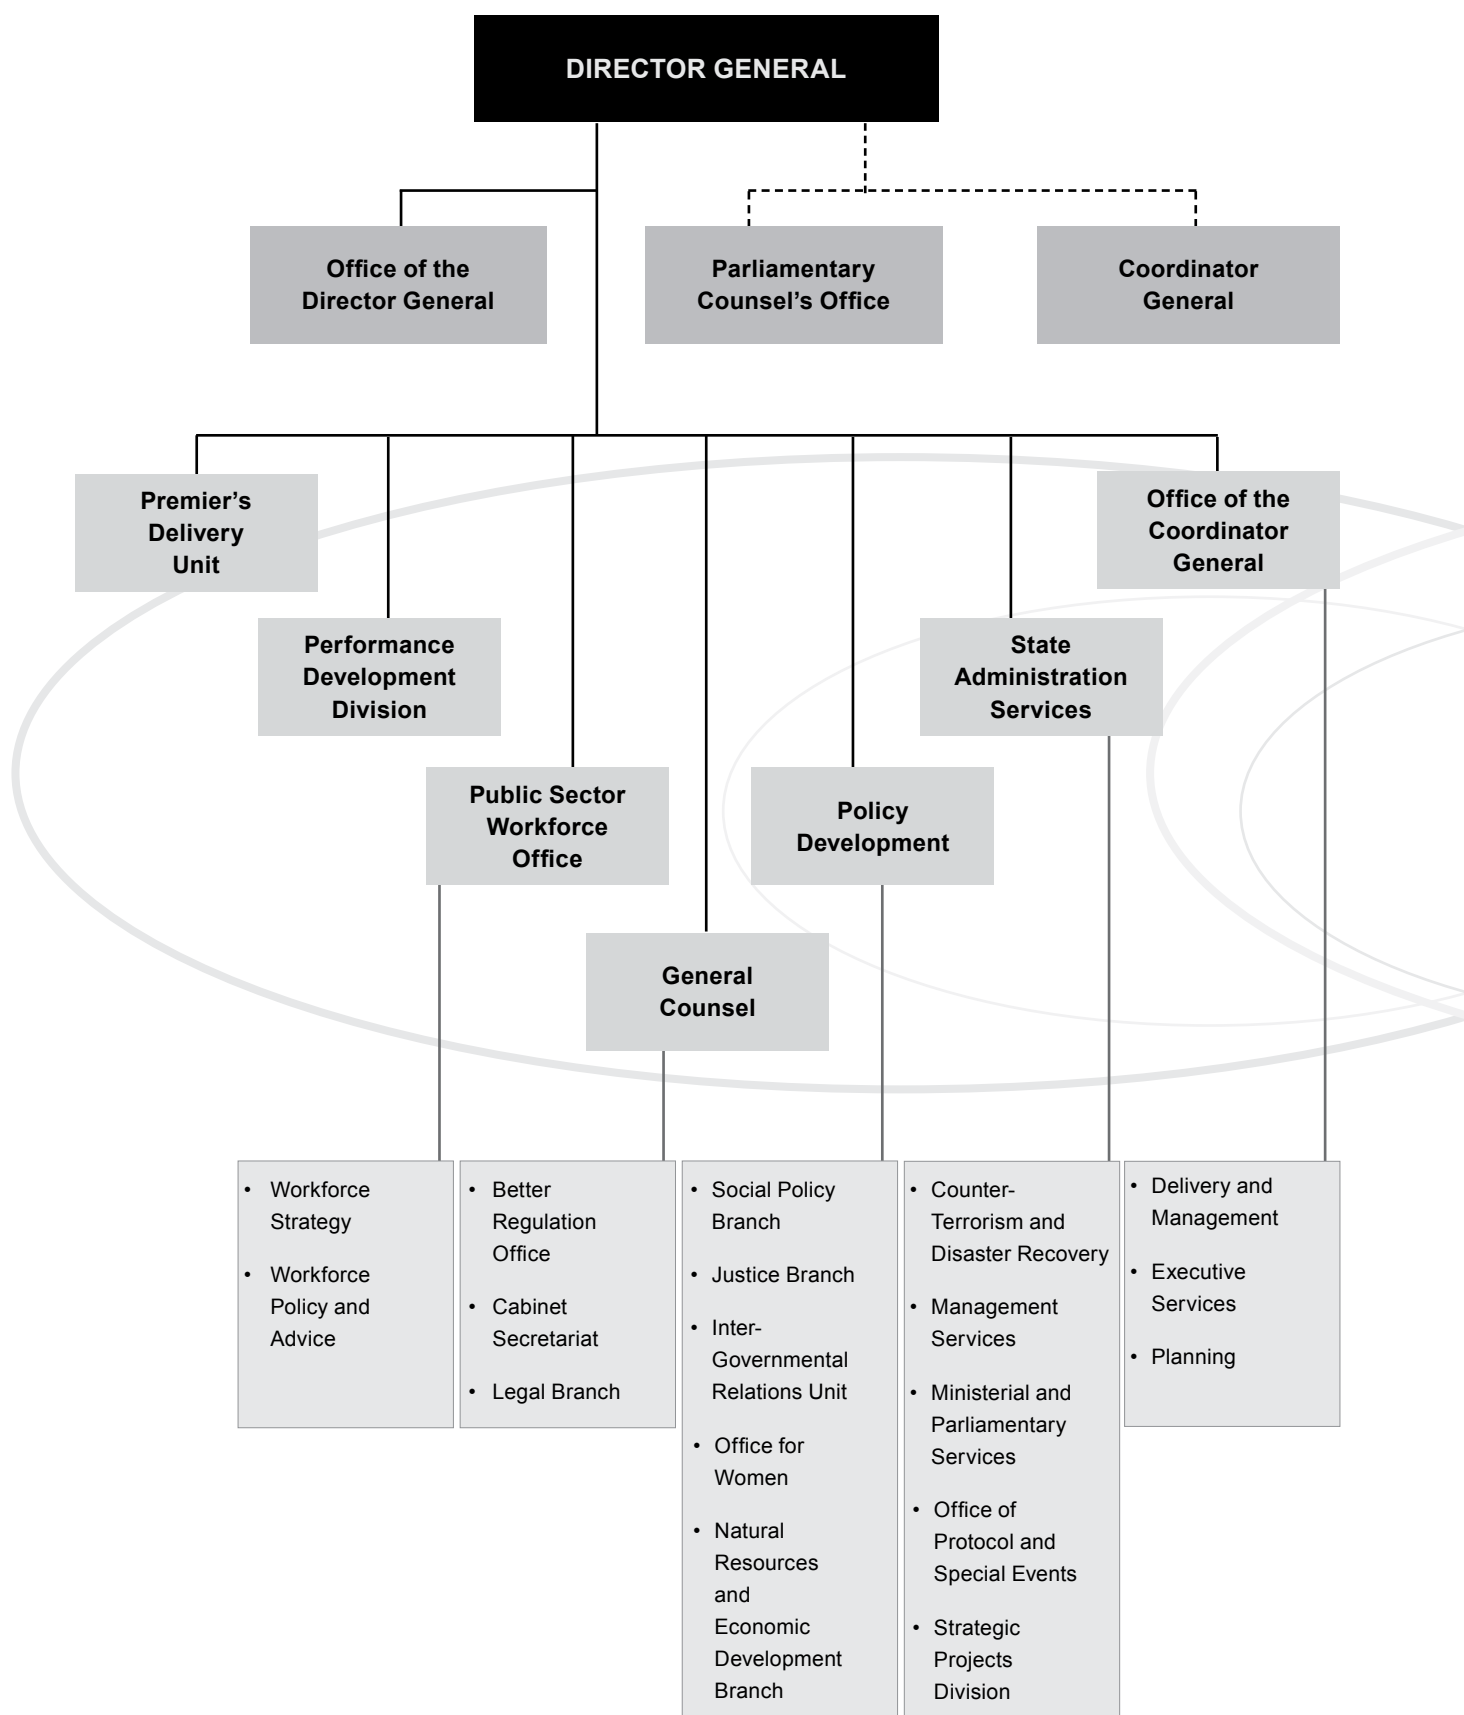 DIRECTOR GENERAL
Office of the
Director General
Parliamentary
Counsel’s Office
Coordinator
General
Premier’s
Delivery
Unit
Office of the
Coordinator
General
Performance
Development
Division
State
Administration
Services
Public Sector
Workforce
Office
Policy
Development
General
Counsel
• Workforce
Strategy
• Workforce
Policy and
Advice
• Better
Regulation
Office
• Cabinet
Secretariat
• Legal Branch
• Social Policy
Branch
• Justice Branch
• Inter-
Governmental
Relations Unit
• Office for
Women
• Natural
Resources
and
Economic
Development
Branch
• Counter-
Terrorism and
Disaster Recovery
• Management
Services
• Ministerial and
Parliamentary
Services
• Office of
Protocol and
Special Events
• Strategic
Projects
Division
• Delivery and
Management
• Executive
Services
• Planning